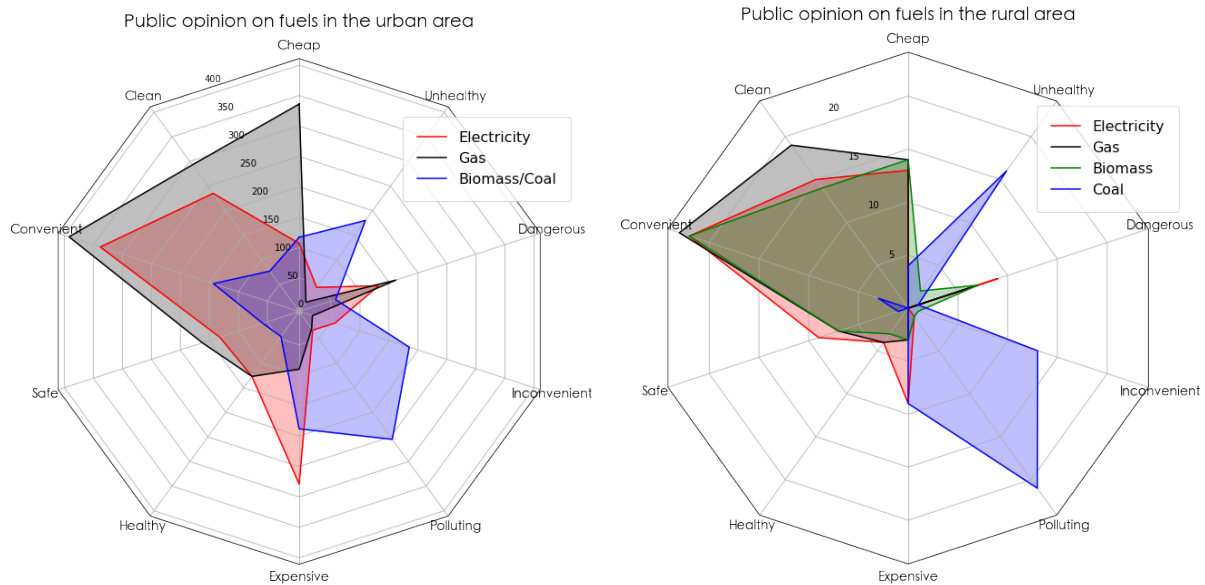 Public opinion on fuels in the urban area
Cheap
Unhealthy
Dangerous
Inconvenient
Polluting
Expensive
Healthy
Safe
Convenient
Clean
400
350
300
250
200
150
100
50
0
Electricity
Gas
Biomass/Coal
Public opinion on fuels in the rural area
Cheap
Unhealthy
Dangerous
Inconvenient
Polluting
Expensive
Healthy
Safe
Convenient
Clean
20
15
10
5
Electricity
Gas
Biomass
Coal